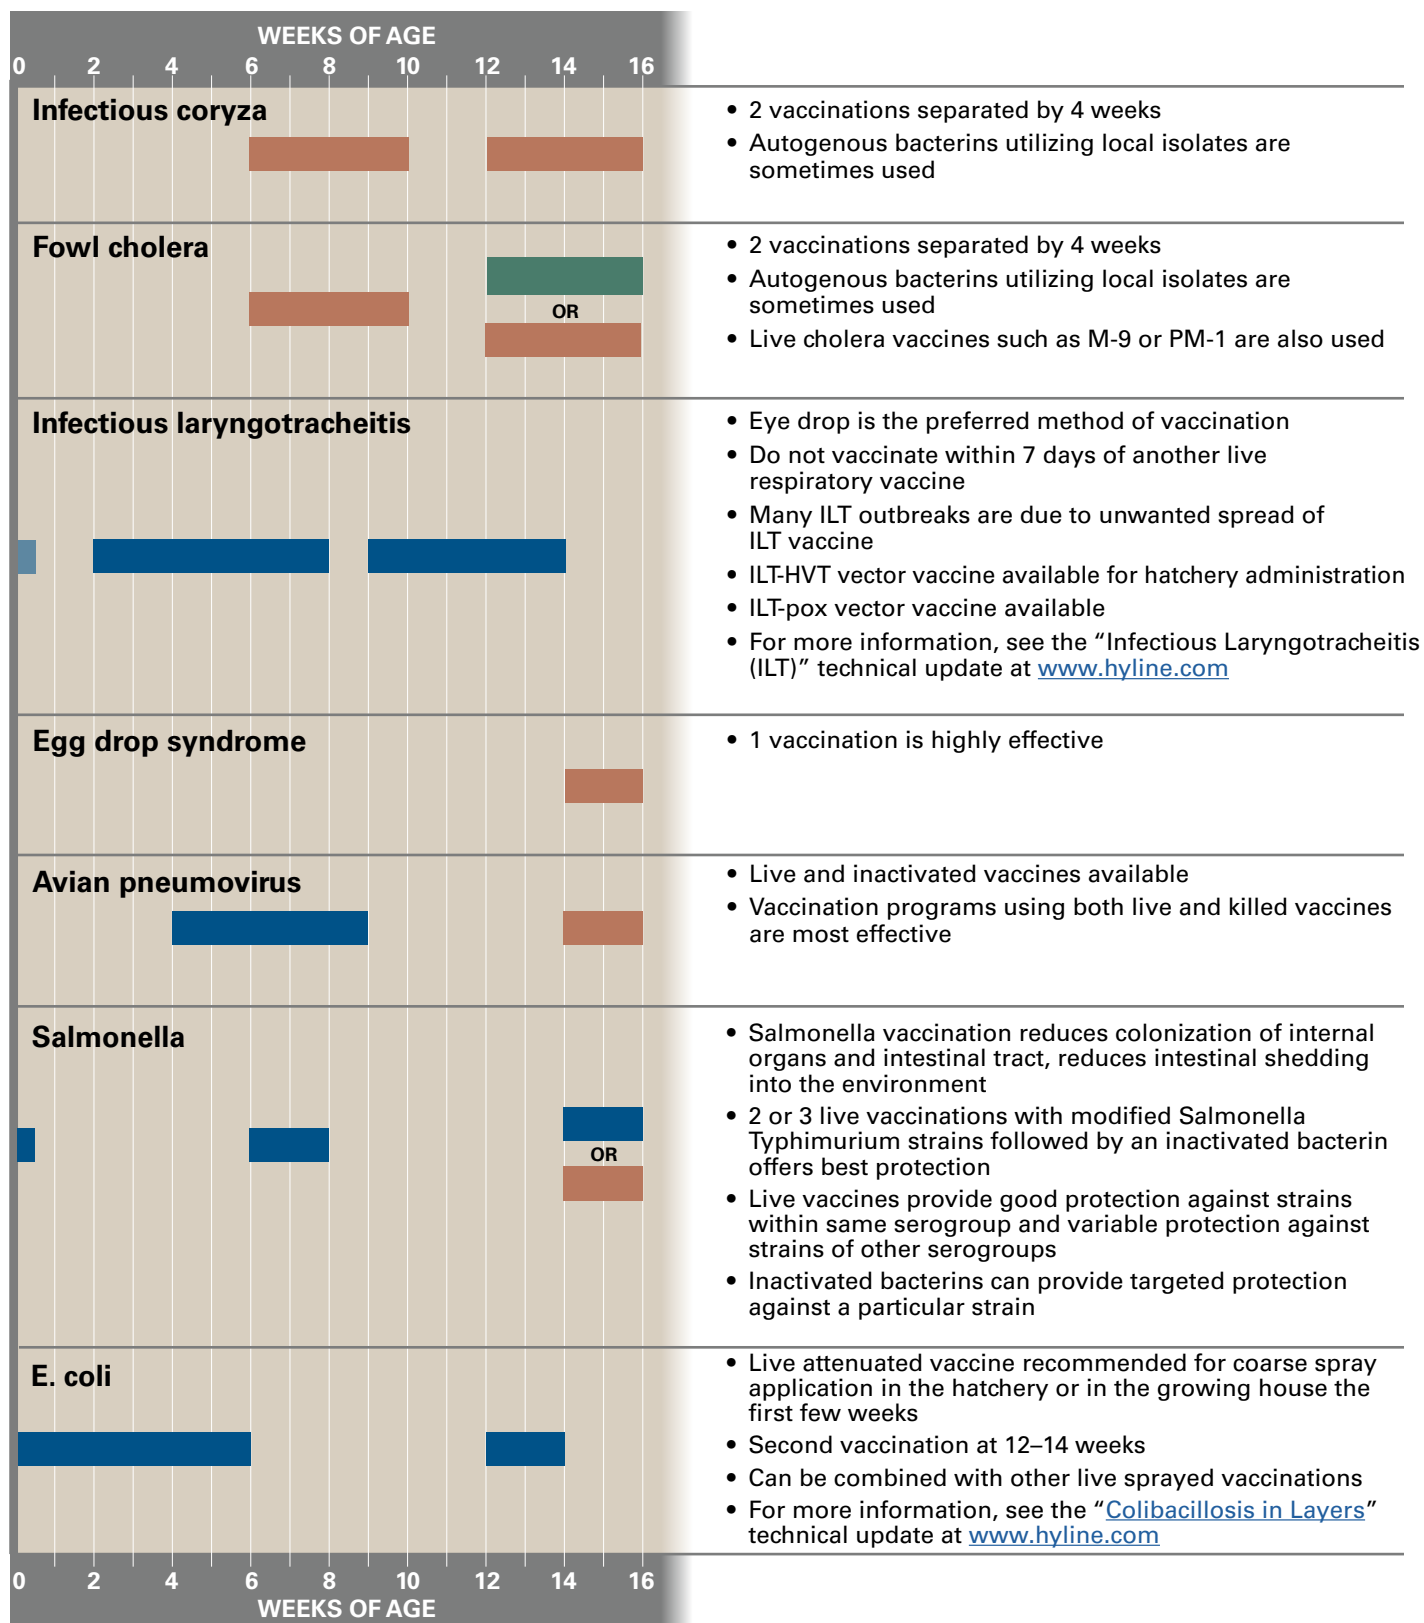 WEEKS OF AGE
0 2 4 6 8 10 12 14 16
Infectious coryza
• 2 vaccinations separated by 4 weeks
• Autogenous bacterins utilizing local isolates are
sometimes used
Fowl cholera
OR
• 2 vaccinations separated by 4 weeks
• Autogenous bacterins utilizing local isolates are
sometimes used
• Live cholera vaccines such as M-9 or PM-1 are also used
Infectious laryngotracheitis
• Eye drop is the preferred method of vaccination
• Do not vaccinate within 7 days of another live
respiratory vaccine
• Many ILT outbreaks are due to unwanted spread of
ILT vaccine
• ILT-HVT vector vaccine available for hatchery administration
• ILT-pox vector vaccine available
• For more information, see the “Infectious Laryngotracheitis
(ILT)” technical update at www.hyline.com
Egg drop syndrome
• 1 vaccination is highly effective
Avian pneumovirus
• Live and inactivated vaccines available
• Vaccination programs using both live and killed vaccines
are most effective
Salmonella
OR
• Salmonella vaccination reduces colonization of internal
organs and intestinal tract, reduces intestinal shedding
into the environment
• 2 or 3 live vaccinations with modified Salmonella
Typhimurium strains followed by an inactivated bacterin
offers best protection
• Live vaccines provide good protection against strains
within same serogroup and variable protection against
strains of other serogroups
• Inactivated bacterins can provide targeted protection
against a particular strain
E. coli
• Live attenuated vaccine recommended for coarse spray
application in the hatchery or in the growing house the
first few weeks
• Second vaccination at 12–14 weeks
• Can be combined with other live sprayed vaccinations
• For more information, see the “Colibacillosis in Layers”
technical update at www.hyline.com
0 2 4 6 8 10 12 14 16
WEEKS OF AGE